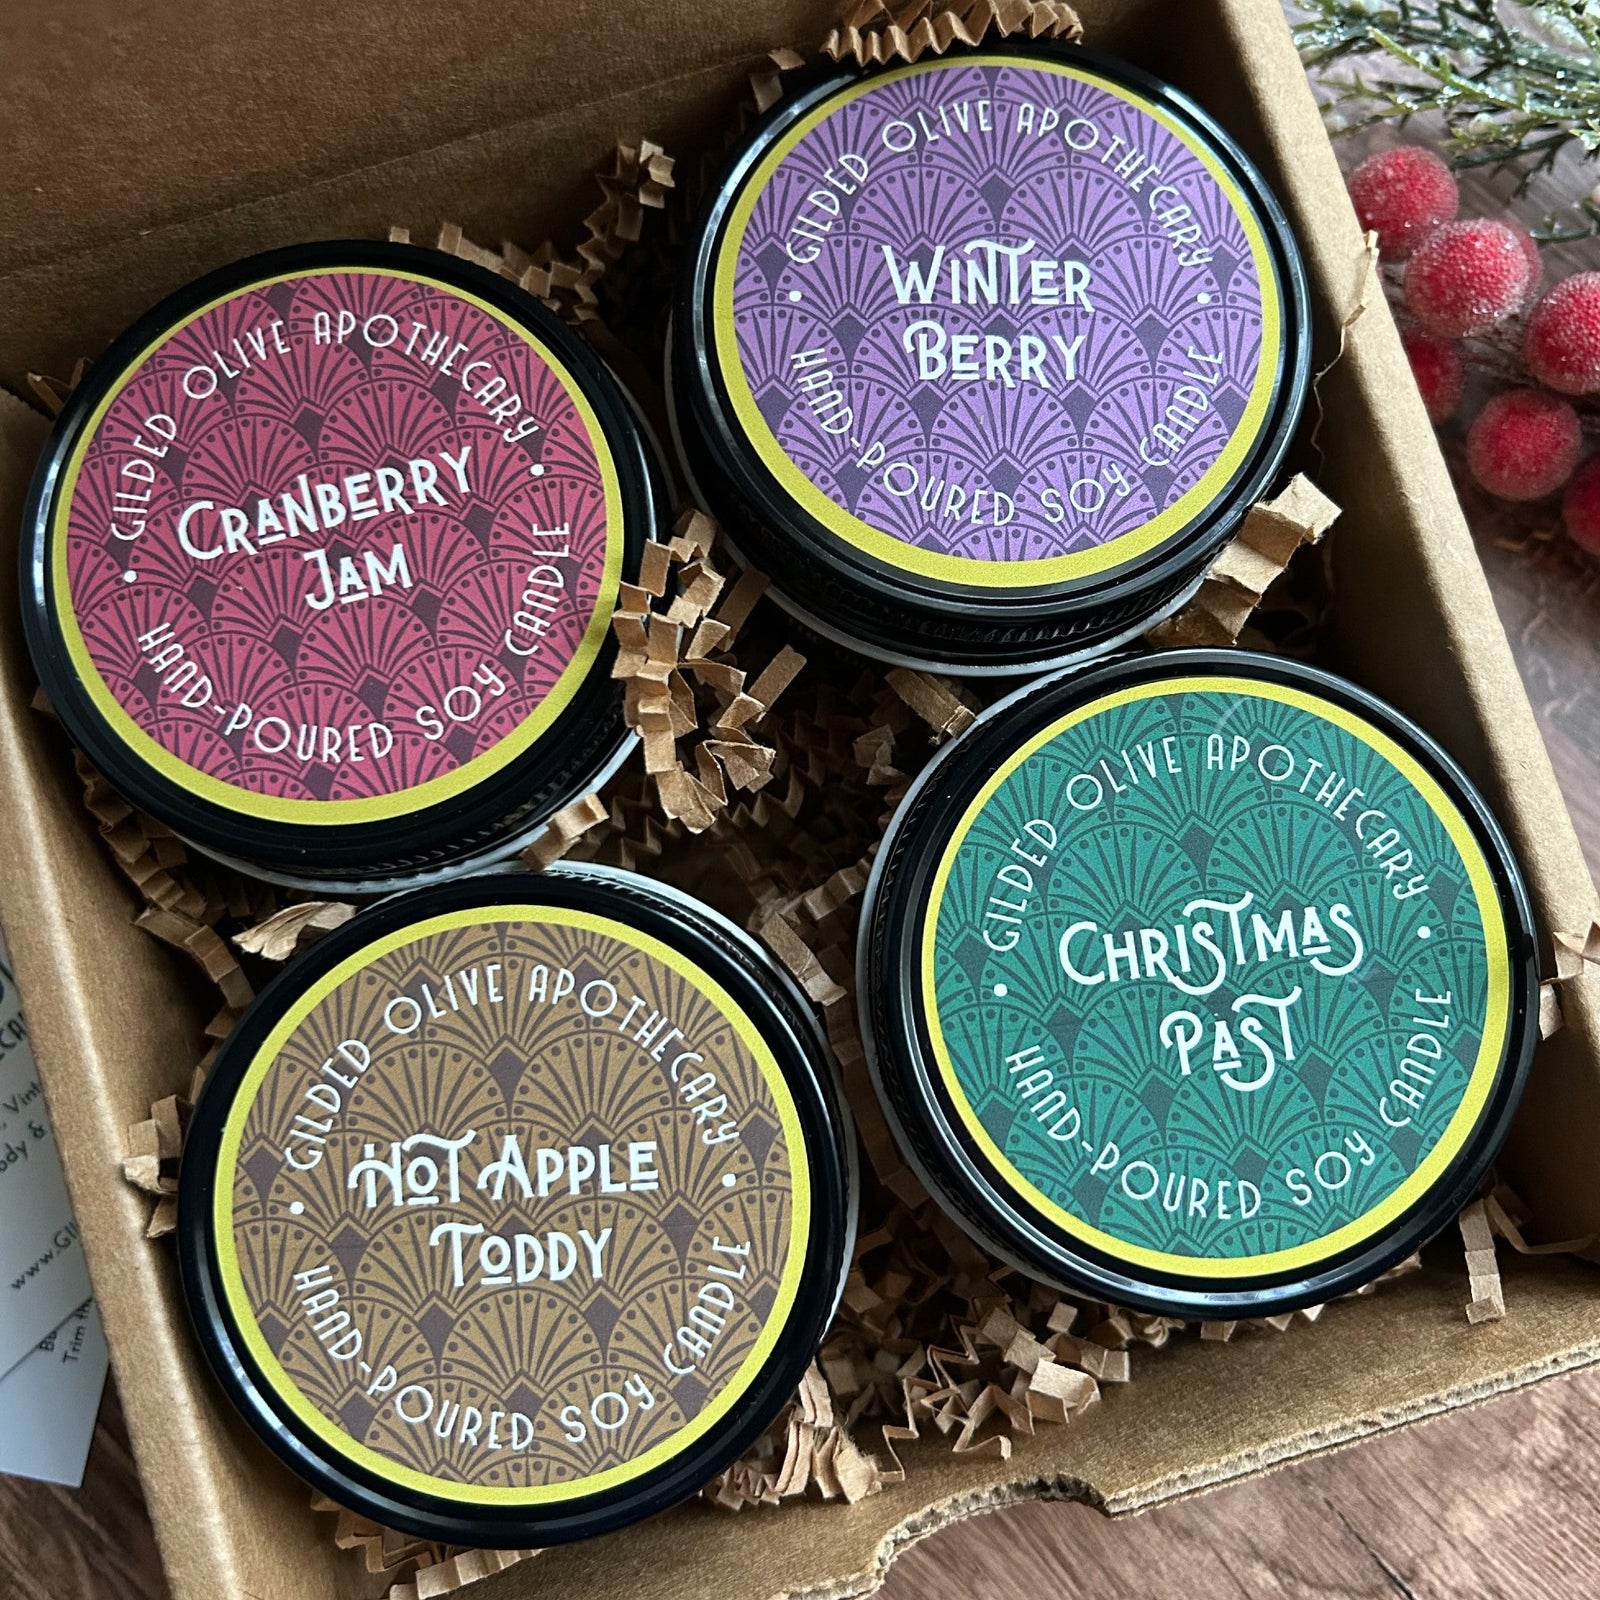 GILDED OLIVE APOTHECARY
WINTER
BERRY
HAND-POURED SOY CANDLE
GILDED OLIVE APOTHECARY
CRANBERRY
JAM
HAND-POURED SOY CANDLE
GILDED OLIVE APOTHECARY
CHRISTMAS
PAST
HAND-POURED SOY CANDLE
GILDED OLIVE APOTHECARY
HOT APPLE
TODDY
HAND-POURED SOY CANDLE
Trim